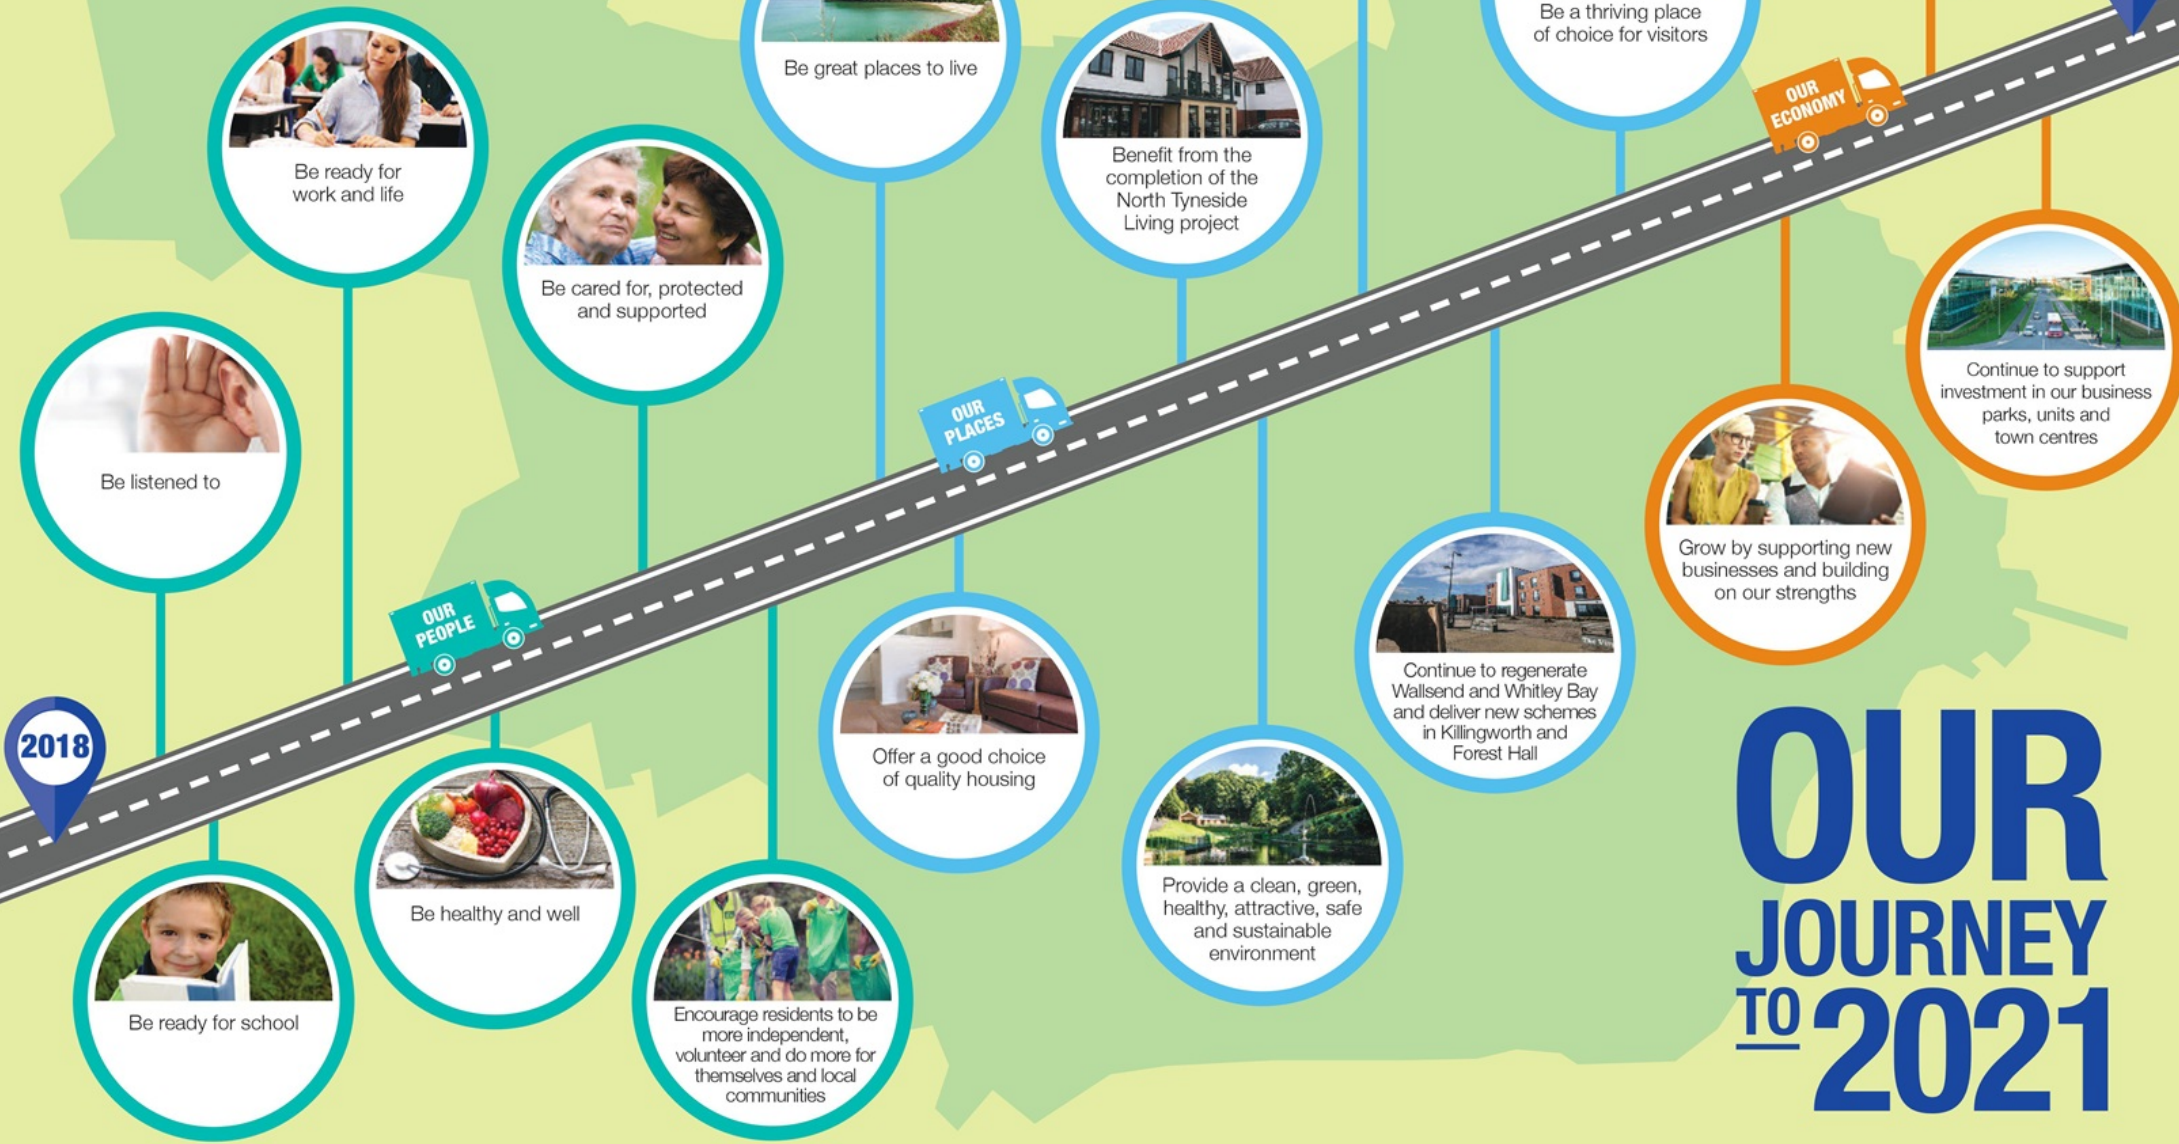 Be a thriving place
of choice for visitors
Be great places to live
OUR
ECONOMY
Benefit from the
completion of the
North Tyneside
Living project
Be ready for
work and life
Be cared for, protected
and supported
Continue to support
investment in our business
parks, units and
town centres
OUR
PLACES
Be listened to
Grow by supporting new
businesses and building
on our strengths
OUR
PEOPLE
Continue to regenerate
Wallsend and Whitley Bay
and deliver new schemes
in Killingworth and
Forest Hall
2018
Offer a good choice
of quality housing
Provide a clean, green,
healthy, attractive, safe
and sustainable
environment
Be healthy and well
Be ready for school
Encourage residents to be
more independent,
volunteer and do more for
themselves and local
communities
OUR
JOURNEY
TO 2021